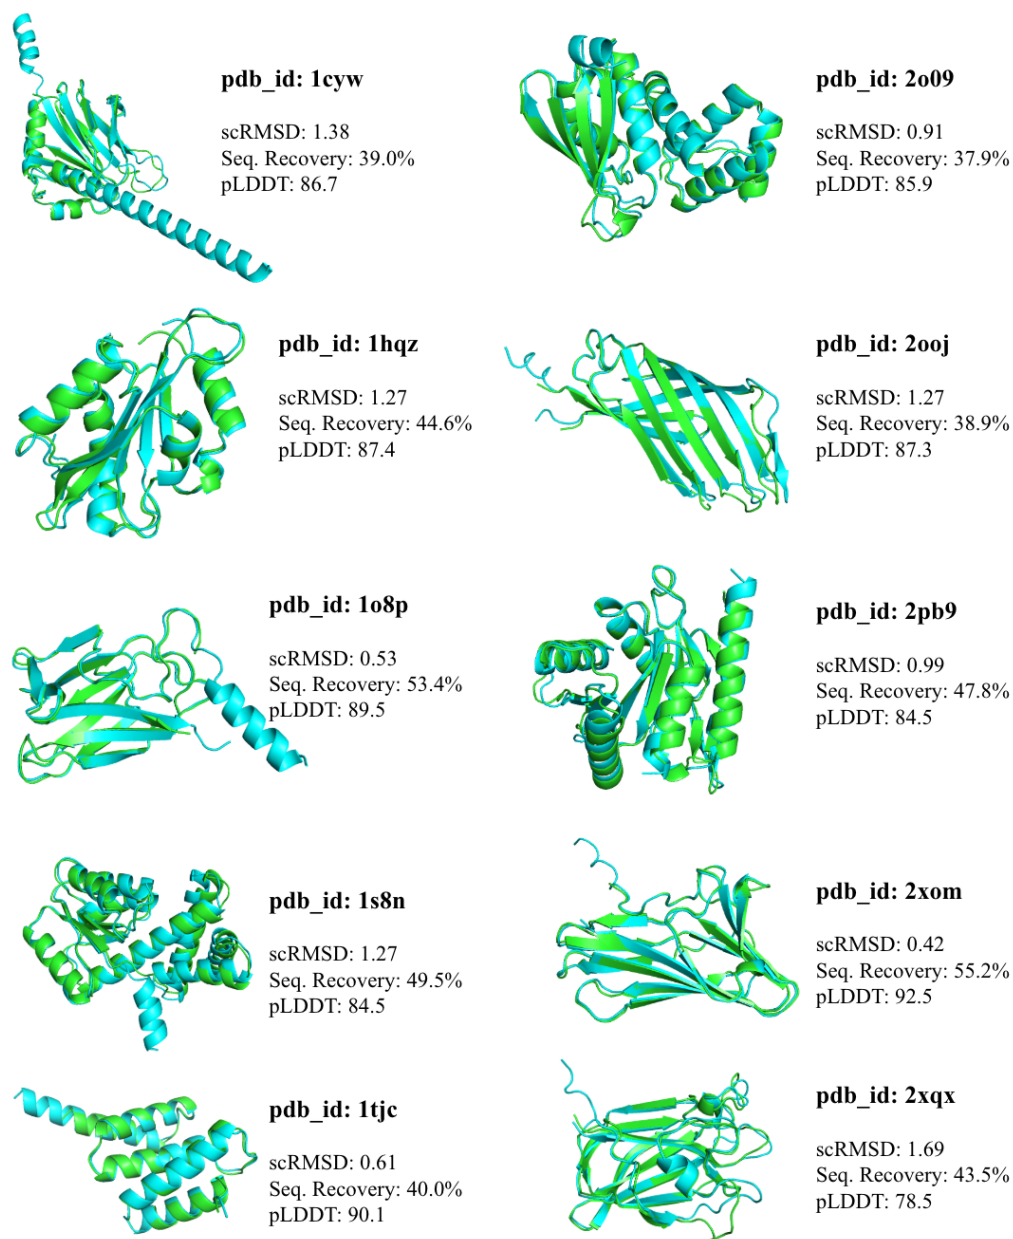 pdb_id: 1cyw
scRMSD: 1.38
Seq. Recovery: 39.0%
pLDDT: 86.7
pdb_id: 2o09
scRMSD: 0.91
Seq. Recovery: 37.9%
pLDDT: 85.9
pdb_id: 1hqz
scRMSD: 1.27
Seq. Recovery: 44.6%
pLDDT: 87.4
pdb_id: 2ooj
scRMSD: 1.27
Seq. Recovery: 38.9%
pLDDT: 87.3
pdb_id: 1o8p
scRMSD: 0.53
Seq. Recovery: 53.4%
pLDDT: 89.5
pdb_id: 2pb9
scRMSD: 0.99
Seq. Recovery: 47.8%
pLDDT: 84.5
pdb_id: 1s8n
scRMSD: 1.27
Seq. Recovery: 49.5%
pLDDT: 84.5
pdb_id: 2xom
scRMSD: 0.42
Seq. Recovery: 55.2%
pLDDT: 92.5
pdb_id: 1tjc
scRMSD: 0.61
Seq. Recovery: 40.0%
pLDDT: 90.1
pdb_id: 2xqx
scRMSD: 1.69
Seq. Recovery: 43.5%
pLDDT: 78.5